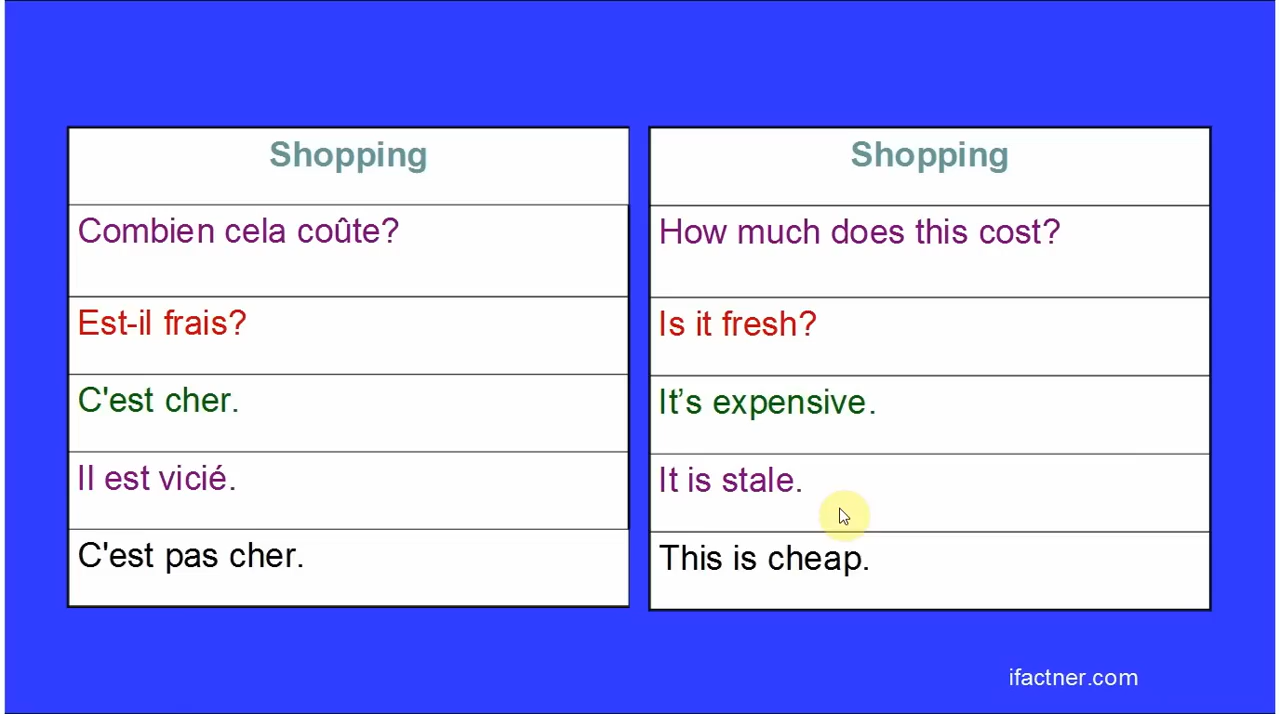 Shopping
Combien cela coûte?
Est-il frais?
C'est cher.
Il est vicié.
C'est pas cher.
Shopping
How much does this cost?
Is it fresh?
It’s expensive.
It is stale.
This is cheap.
ifactner.com